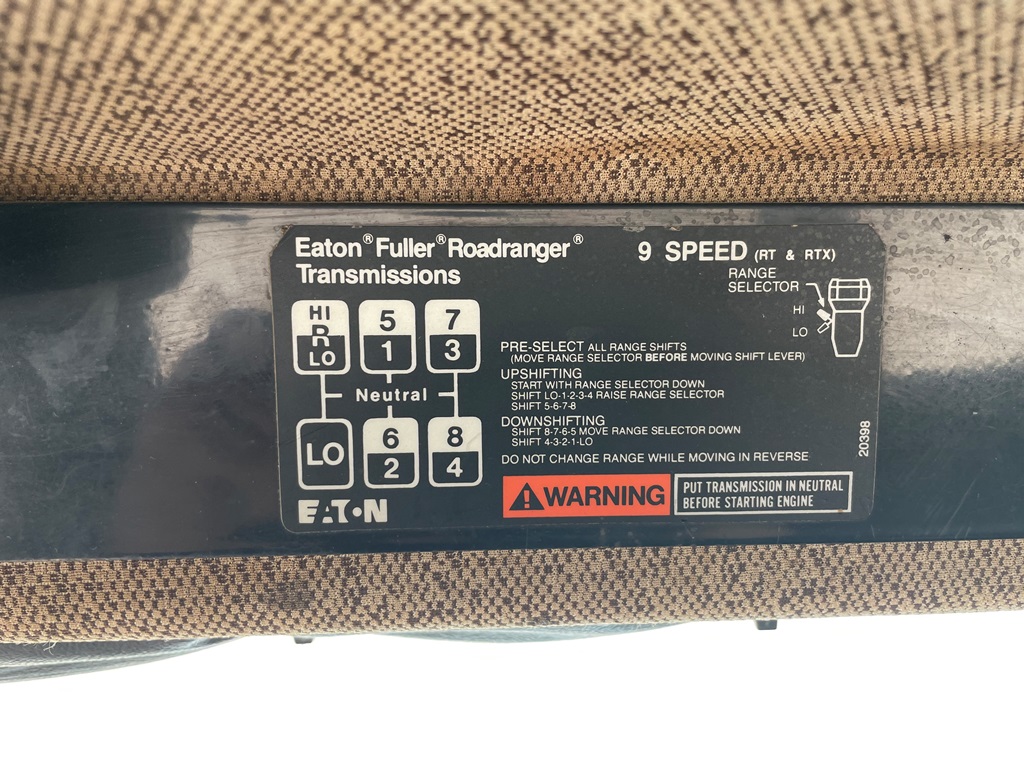 Eaton® Fuller® Roadranger®
Transmissions
9 SPEED (RT & RTX)
RANGE
SELECTOR
HI
LO
HI
R
LO
5
1
7
3
Neutral
LO
6
2
8
4
EATON
PRE-SELECT ALL RANGE SHIFTS
(MOVE RANGE SELECTOR BEFORE MOVING SHIFT LEVER)
UPSHIFTING
START WITH RANGE SELECTOR DOWN
SHIFT LO-1-2-3-4 RAISE RANGE SELECTOR
SHIFT 5-6-7-8
DOWNSHIFTING
SHIFT 8-7-6-5 MOVE RANGE SELECTOR DOWN
SHIFT 4-3-2-1-LO
DO NOT CHANGE RANGE WHILE MOVING IN REVERSE
WARNING
PUT TRANSMISSION IN NEUTRAL
BEFORE STARTING ENGINE
20398